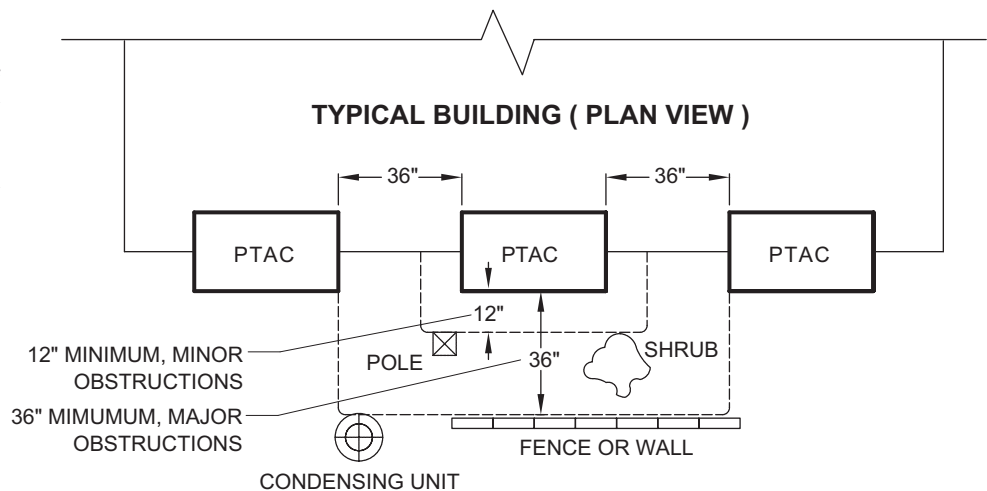 TYPICAL BUILDING ( PLAN VIEW )
36"
36"
PTAC
PTAC
PTAC
12"
12" MINIMUM, MINOR
OBSTRUCTIONS
POLE
36"
SHRUB
36" MIMUMUM, MAJOR
OBSTRUCTIONS
FENCE OR WALL
CONDENSING UNIT